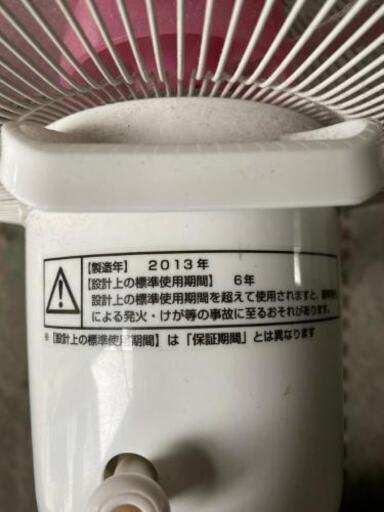 【製造年】 2013年
【設計上の標準使用期間】 6年
設計上の標準使用期間を超えて使用されますと、経年劣化
による発火・けが等の事故に至るおそれがあります。
※【設計上の標準使用期間】は「保証期間」とは異なります